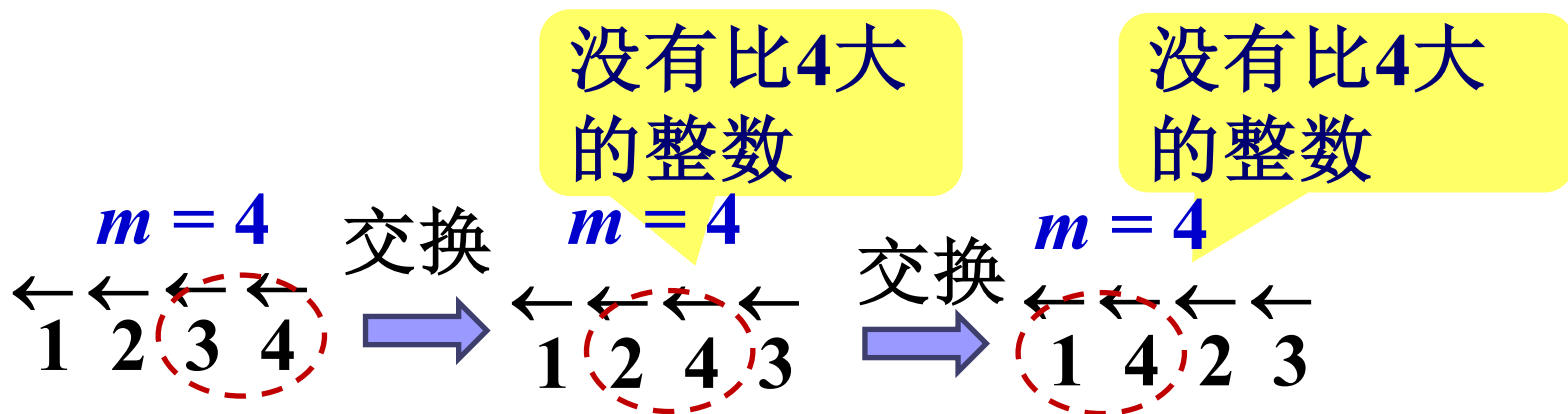 没有比4大
的整数
没有比4大
的整数
m = 4
交换
m = 4
交换
m = 4
← ← ← ←
1 2 3 4
← ← ← ←
1 2 4 3
← ← ← ←
1 4 2 3